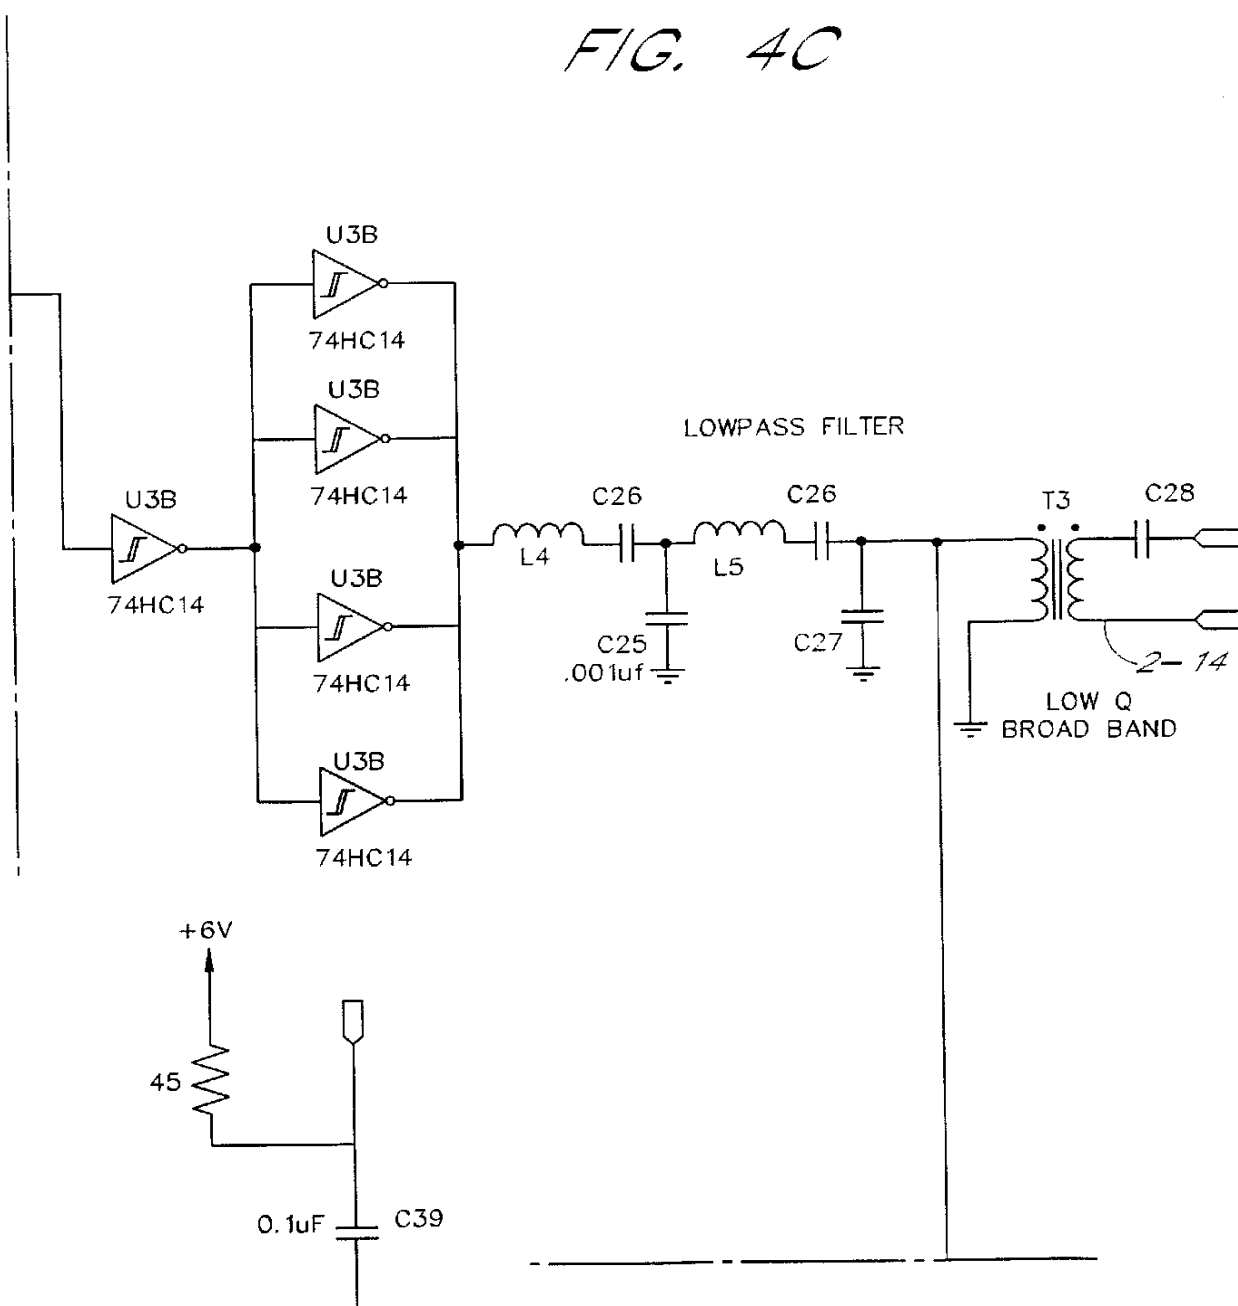 FIG. 4C
U3B
74HC14
U3B
74HC14
LOWPASS FILTER
U3B
74HC14
C26
L4
C26
L5
T3
C28
U3B
74HC14
C25
.001uf
C27
2-14
LOW Q
BROAD BAND
U3B
74HC14
+6V
45
0.1uF
C39